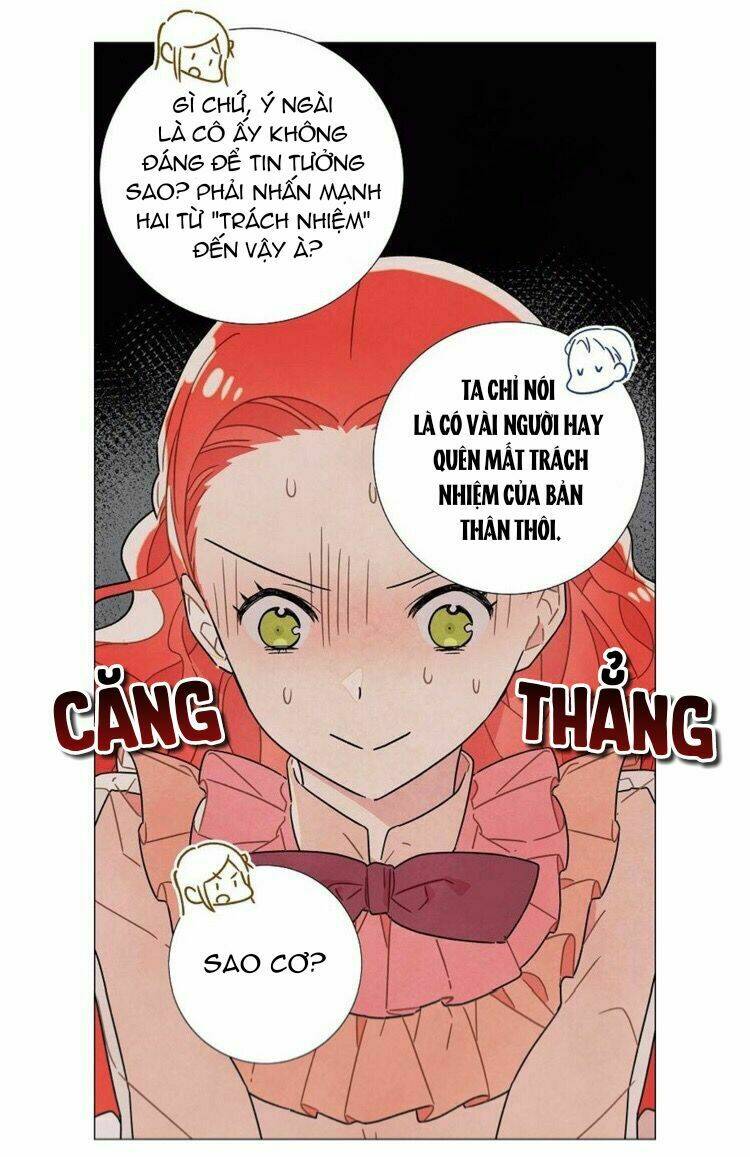 GÌ CHỨ, Ý NGÀI
LÀ CÔ ẤY KHÔNG
ĐÁNG ĐỂ TIN TƯỞNG
SAO? PHẢI NHẤN MẠNH
HAI TỪ "TRÁCH NHIỆM"
ĐẾN VẬY À?
TA CHỈ NÓI
LÀ CÓ VÀI NGƯỜI HAY
QUÊN MẤT TRÁCH
NHIỆM CỦA BẢN
THÂN THÔI.
CĂNG THẲNG
SAO CƠ?